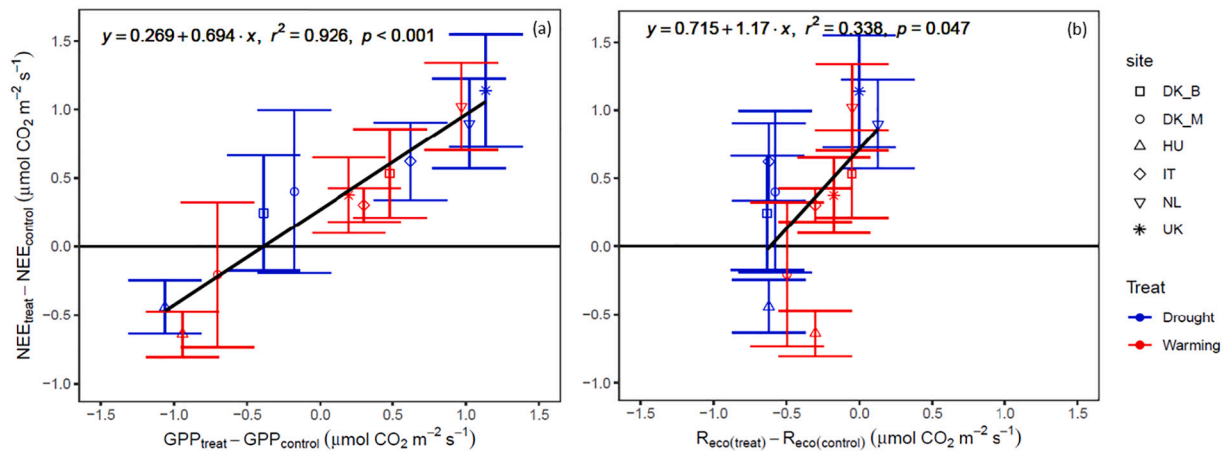 y = 0.269+0.694 · x, r² = 0.926, p < 0.001
(a)
1.5
1.0
0.5
0.0
−0.5
−1.0
NEEtreat − NEEcontrol (μmol CO₂ m⁻² s⁻¹)
−1.5 −1.0 −0.5 0.0 0.5 1.0 1.5
GPPtreat − GPPcontrol (μmol CO₂ m⁻² s⁻¹)
y = 0.715+1.17 · x, r² = 0.338, p = 0.047
(b)
1.5
1.0
0.5
0.0
−0.5
−1.0
−1.5 −1.0 −0.5 0.0 0.5 1.0 1.5
Reco(treat) − Reco(control) (μmol CO₂ m⁻² s⁻¹)
site
DK_B
DK_M
HU
IT
NL
UK
Treat
Drought
Warming